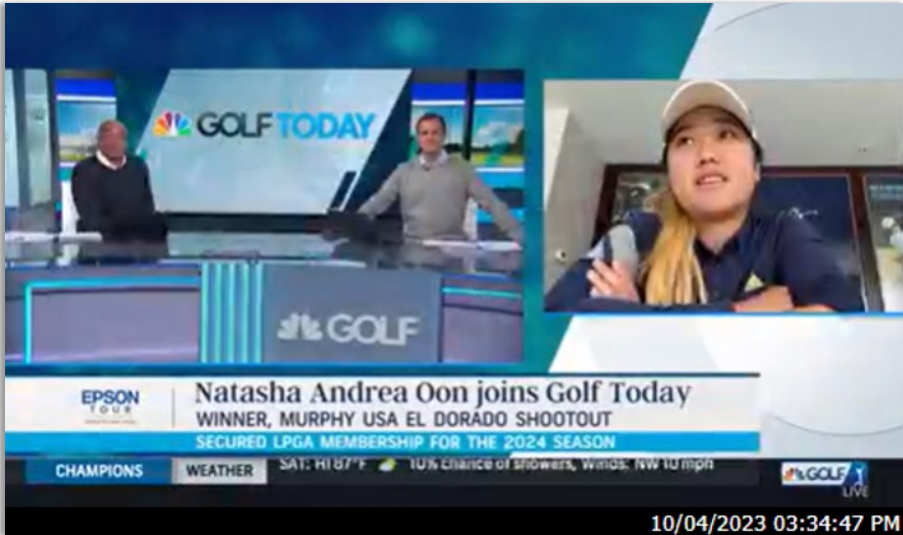 GOLF TODAY
GOLF
EPSON
TOUR
Natasha Andrea Oon joins Golf Today
WINNER, MURPHY USA EL DORADO SHOOTOUT
SECURED LPGA MEMBERSHIP FOR THE 2024 SEASON
CHAMPIONS
WEATHER
SAT: HI 87°F 10% chance of showers, Winds: NW 10 mph
GOLF
LIVE
10/04/2023 03:34:47 PM